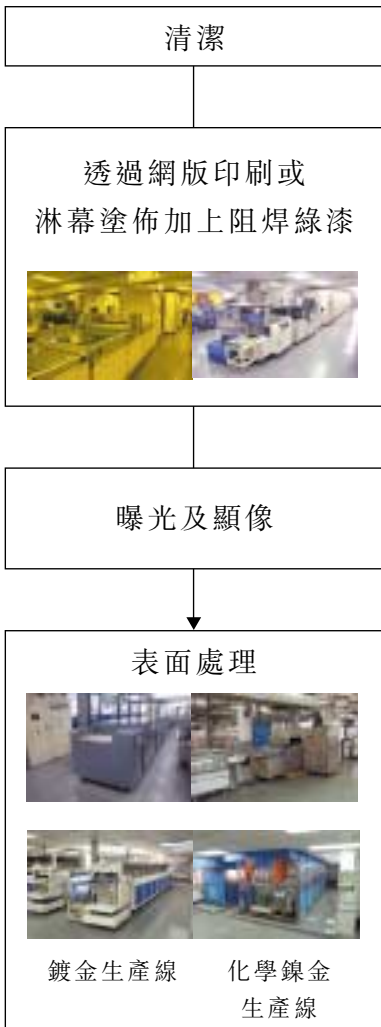 清潔
透過網版印刷或
淋幕塗佈加上阻焊綠漆
曝光及顯像
表面處理
鍍金生產線
化學鎳金
生產線